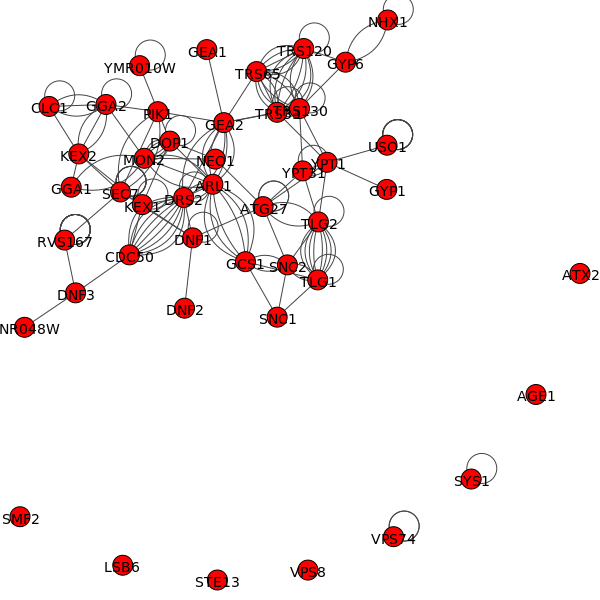 NHX1
GEA1
TRS120
GYP6
YMR010W
TRS65
CLC1
GGA2
PIK1
TRS130
GEA2
DOP1
USO1
KEX2
MON2
NEO1
YPT1
YPT31
GGA1
SEC7
ARL1
GYP1
KEX1
DRS2
ATG27
TLG2
RVS167
DNF1
CDC50
GCS1
SNC2
ATX2
TLG1
DNF3
DNF2
SNC1
NR048W
AGE1
SYS1
SMF2
VPS74
LSB6
VPS8
STE13